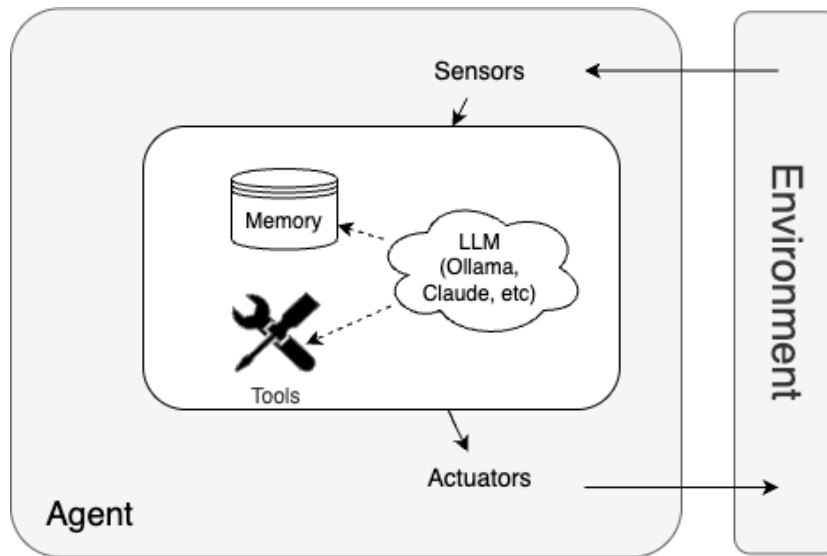 Sensors
Memory
LLM
(Ollama,
Claude, etc)
Tools
Actuators
Agent
Environment